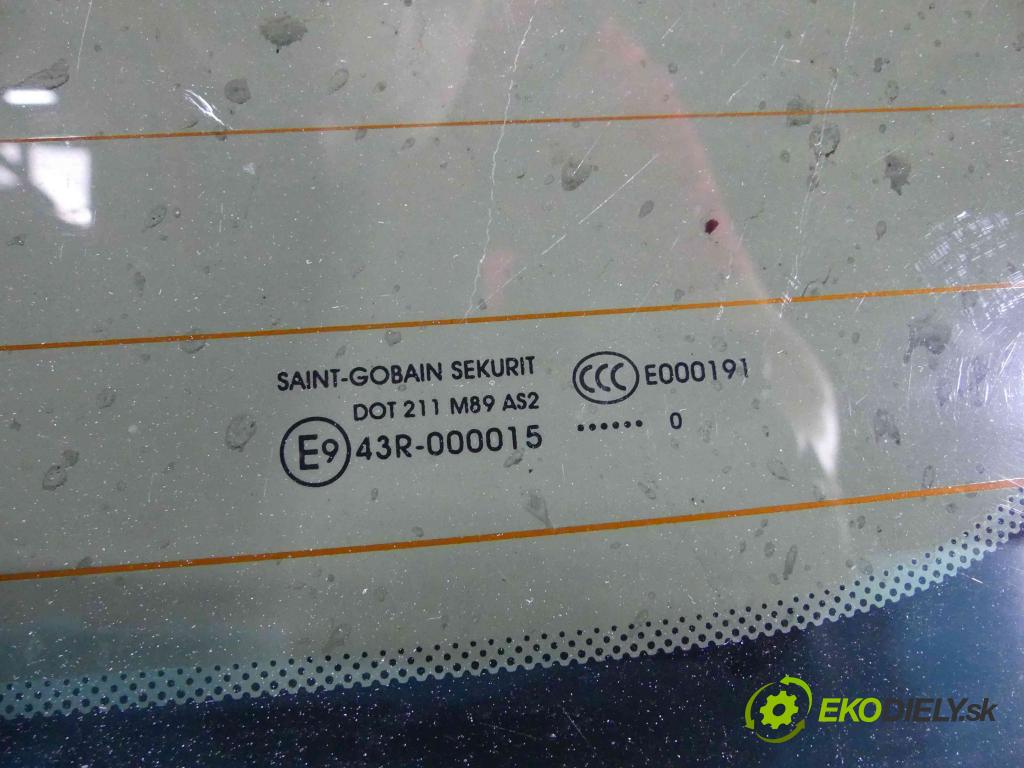 SAINT-GOBAIN SEKURIT
DOT 211 M89 AS2
E9 43R-000015
CCC E000191
...... 0
EKODIELY.sk